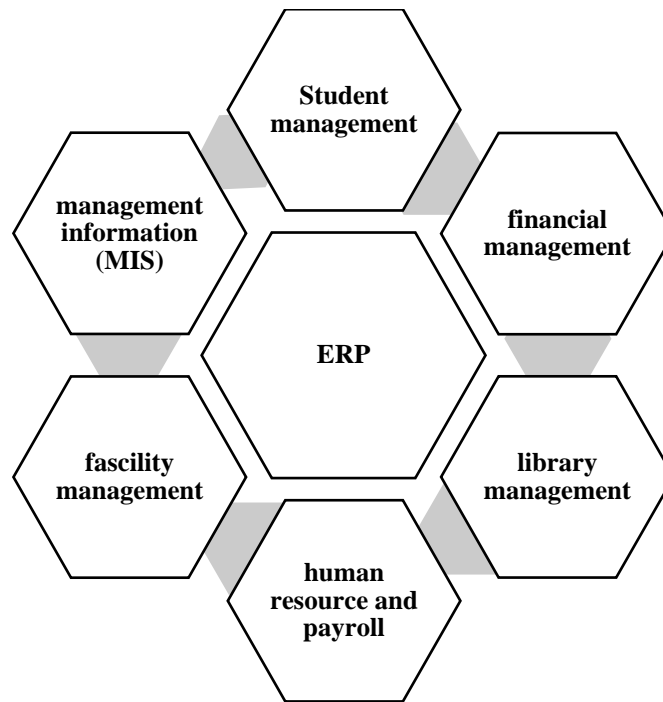 Student
management
financial
management
library
management
human
resource and
payroll
fascility
management
management
information
(MIS)
ERP